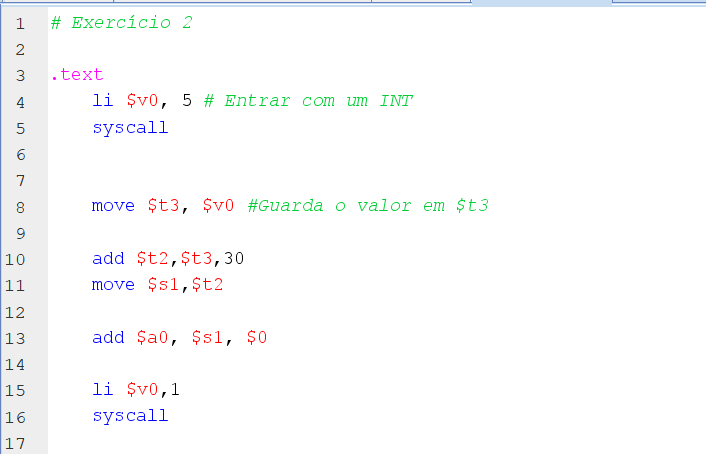 1 # Exercício 2
2
3 .text
4 li $v0, 5 # Entrar com um INT
5 syscall
6
7
8 move $t3, $v0 #Guarda o valor em $t3
9
10 add $t2,$t3,30
11 move $s1,$t2
12
13 add $a0, $s1, $0
14
15 li $v0,1
16 syscall
17